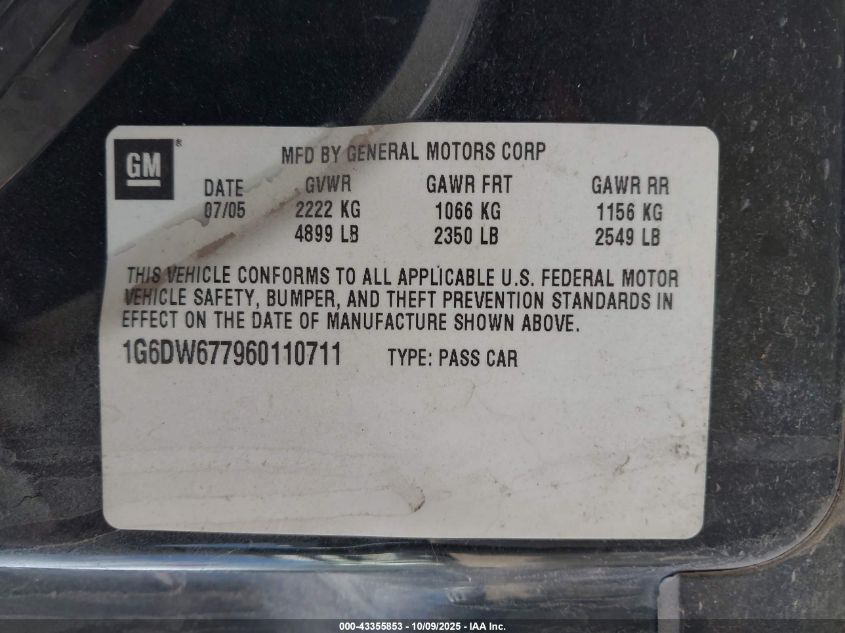 GM®
MFD BY GENERAL MOTORS CORP
DATE GVWR GAWR FRT GAWR RR
07/05 2222 KG 1066 KG 1156 KG
4899 LB 2350 LB 2549 LB
THIS VEHICLE CONFORMS TO ALL APPLICABLE U.S. FEDERAL MOTOR
VEHICLE SAFETY, BUMPER, AND THEFT PREVENTION STANDARDS IN
EFFECT ON THE DATE OF MANUFACTURE SHOWN ABOVE.
1G6DW677960110711 TYPE: PASS CAR
000-43355853 - 10/09/2025 - IAA Inc.